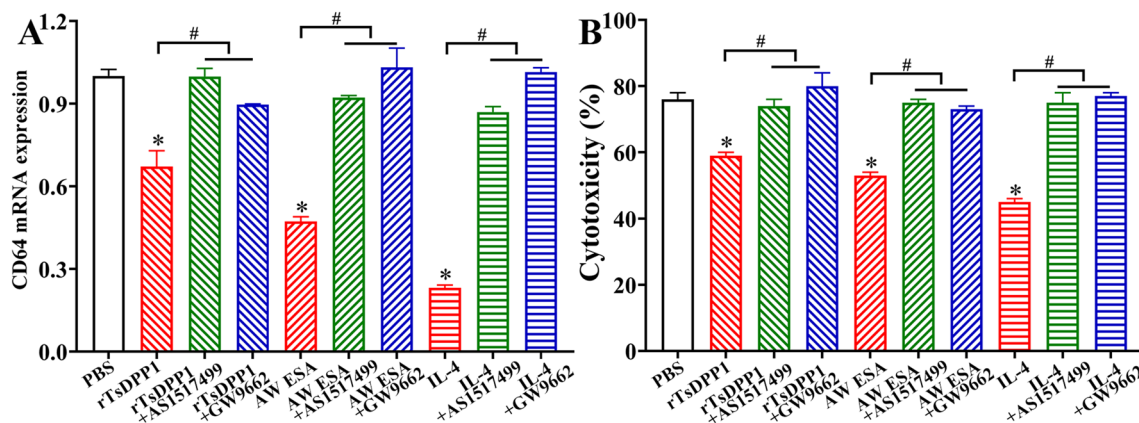 A
CD64 mRNA expression
1.2
0.9
0.6
0.3
0.0
#
#
#
*
*
*
PBS
rTsDPP1
rTsDPP1
+AS1517499
rTsDPP1
+GW9662
AW ESA
AW ESA
+AS1517499
AW ESA
+GW9662
IL-4
IL-4
+AS1517499
IL-4
+GW9662
B
Cytotoxicity (%)
100
80
60
40
20
0
#
#
#
*
*
*
PBS
rTsDPP1
rTsDPP1
+AS1517499
rTsDPP1
+GW9662
AW ESA
AW ESA
+AS1517499
AW ESA
+GW9662
IL-4
IL-4
+AS1517499
IL-4
+GW9662